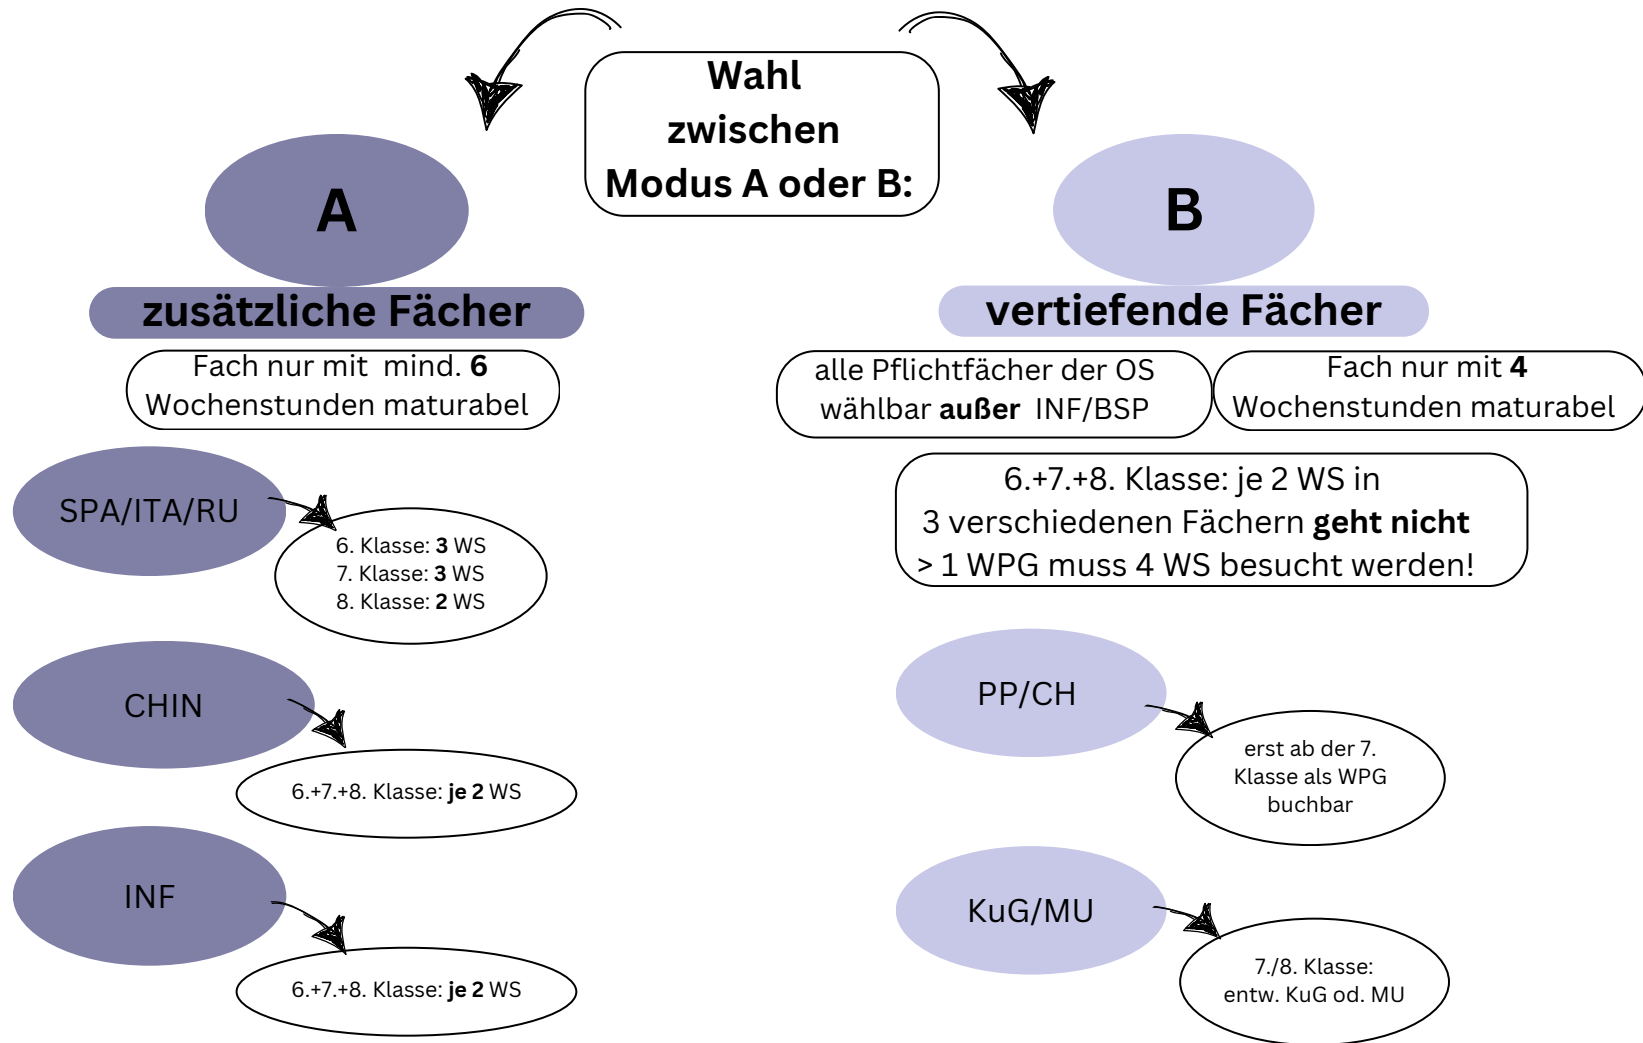 Wahl
zwischen
Modus A oder B:
A
zusätzliche Fächer
Fach nur mit mind. 6
Wochenstunden maturabel
SPA/ITA/RU
6. Klasse: 3 WS
7. Klasse: 3 WS
8. Klasse: 2 WS
CHIN
6.+7.+8. Klasse: je 2 WS
INF
6.+7.+8. Klasse: je 2 WS
B
vertiefende Fächer
alle Pflichtfächer der OS
wählbar außer INF/BSP
Fach nur mit 4
Wochenstunden maturabel
6.+7.+8. Klasse: je 2 WS in
3 verschiedenen Fächern geht nicht
> 1 WPG muss 4 WS besucht werden!
PP/CH
erst ab der 7.
Klasse als WPG
buchbar
KuG/MU
7./8. Klasse:
entw. KuG od. MU